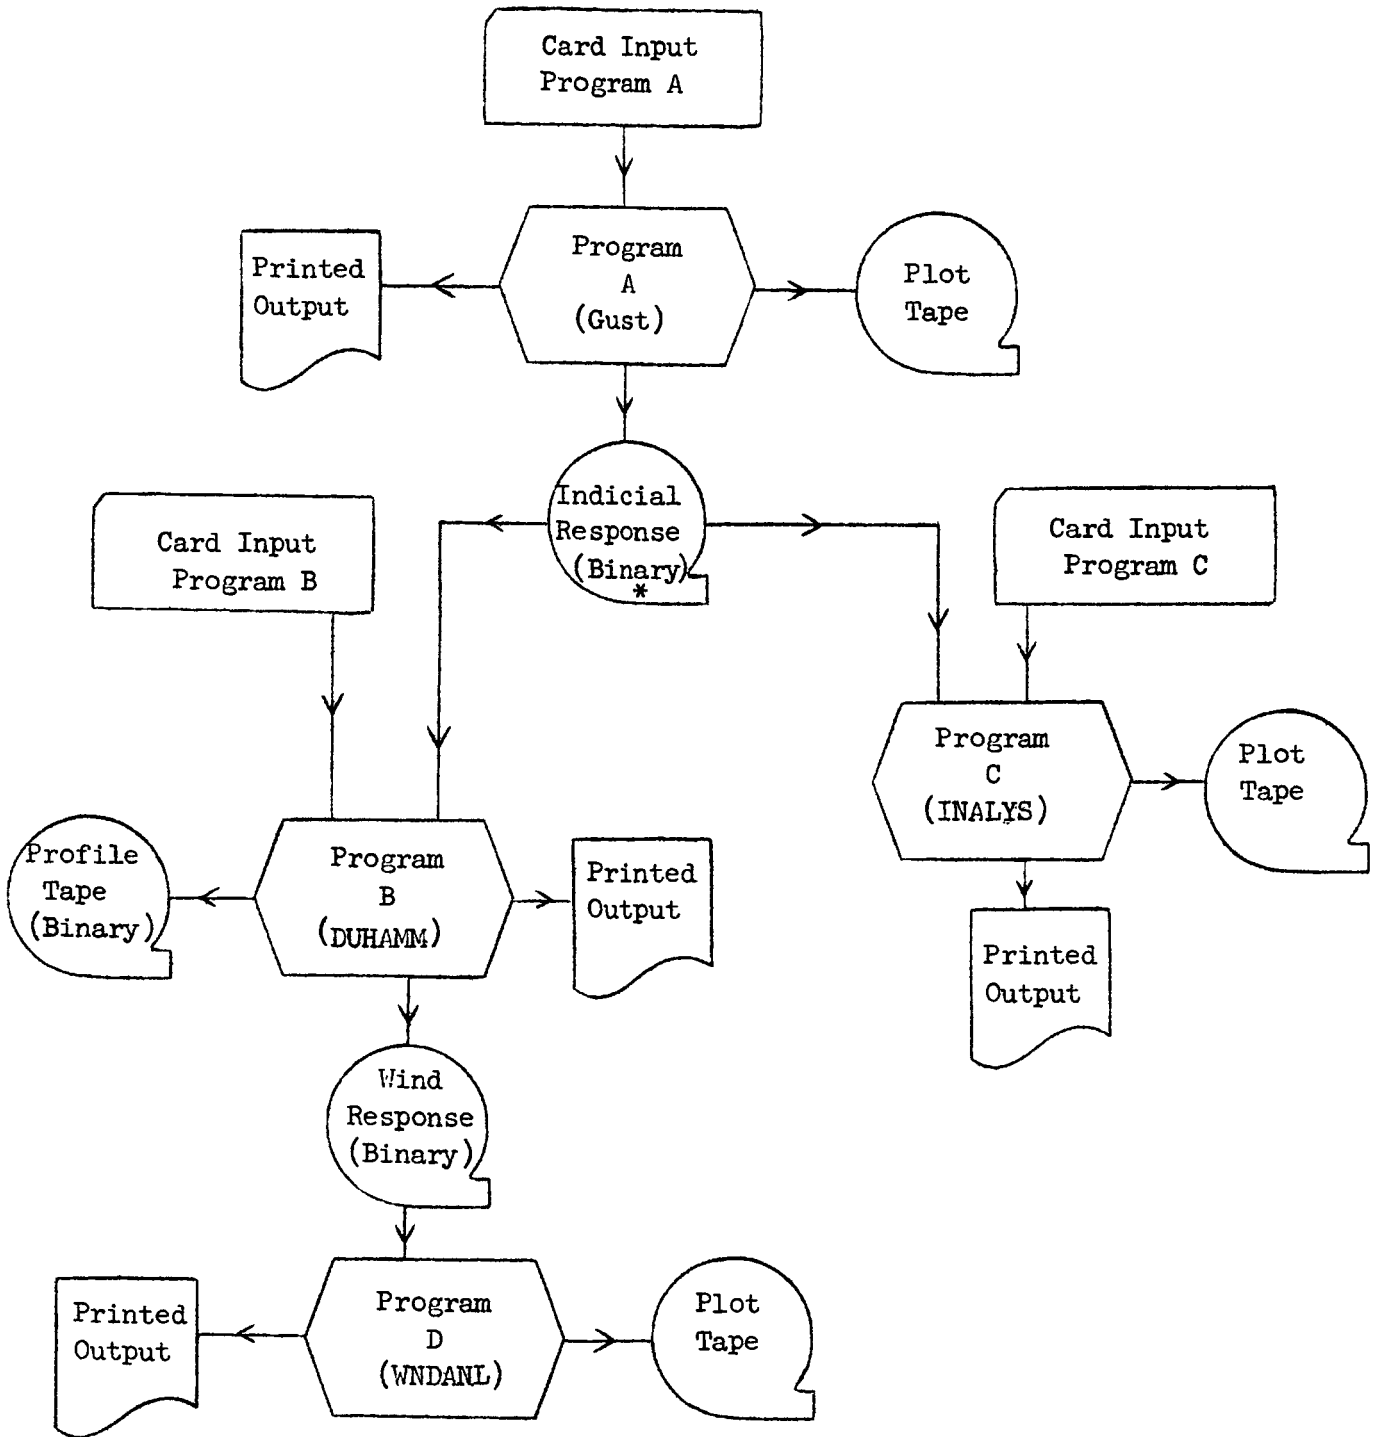 Card Input
Program A
Program
A
(Gust)
Printed
Output
Plot
Tape
Indicial
Response
(Binary)
*
Card Input
Program B
Card Input
Program C
Program
C
(INALYS)
Plot
Tape
Printed
Output
Profile
Tape
(Binary)
Program
B
(DUHAMM)
Printed
Output
Wind
Response
(Binary)
Printed
Output
Program
D
(WNDANL)
Plot
Tape